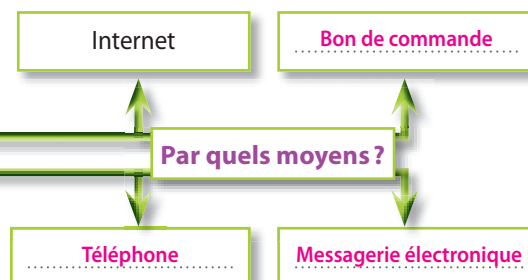 Internet
Bon de commande
Par quels moyens ?
Téléphone
Messagerie électronique